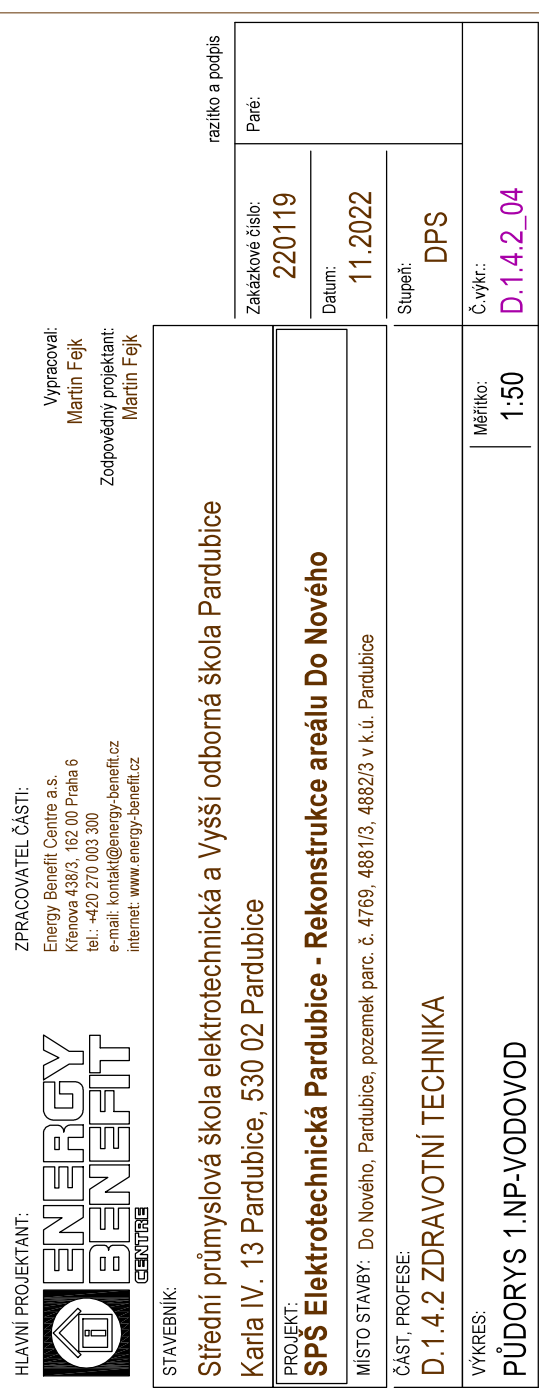 HLAVNÍ PROJEKTANT:
ENERGY
BENEFIT
CENTRE
ZPRACOVATEL ČÁSTI:
Energy Benefit Centre a.s.
Křenova 438/3, 162 00 Praha 6
tel.: +420 270 003 300
e-mail: kontakt@energy-benefit.cz
internet: www.energy-benefit.cz
Vypracoval:
Martin Fejk
Zodpovědný projektant:
Martin Fejk
razítko a podpis
STAVEBNÍK:
Střední průmyslová škola elektrotechnická a Vyšší odborná škola Pardubice
Karla IV. 13 Pardubice, 530 02 Pardubice
Zakázkové číslo:
220119
Paré:
PROJEKT:
SPŠ Elektrotechnická Pardubice - Rekonstrukce areálu Do Nového
Datum:
11.2022
MÍSTO STAVBY: Do Nového, Pardubice, pozemek parc. č. 4769, 4881/3, 4882/3 v k.ú. Pardubice
ČÁST, PROFESE:
D.1.4.2 ZDRAVOTNÍ TECHNIKA
Stupeň:
DPS
VÝKRES:
PŮDORYS 1.NP-VODOVOD
Měřítko:
1:50
Č.výkr.:
D.1.4.2_04